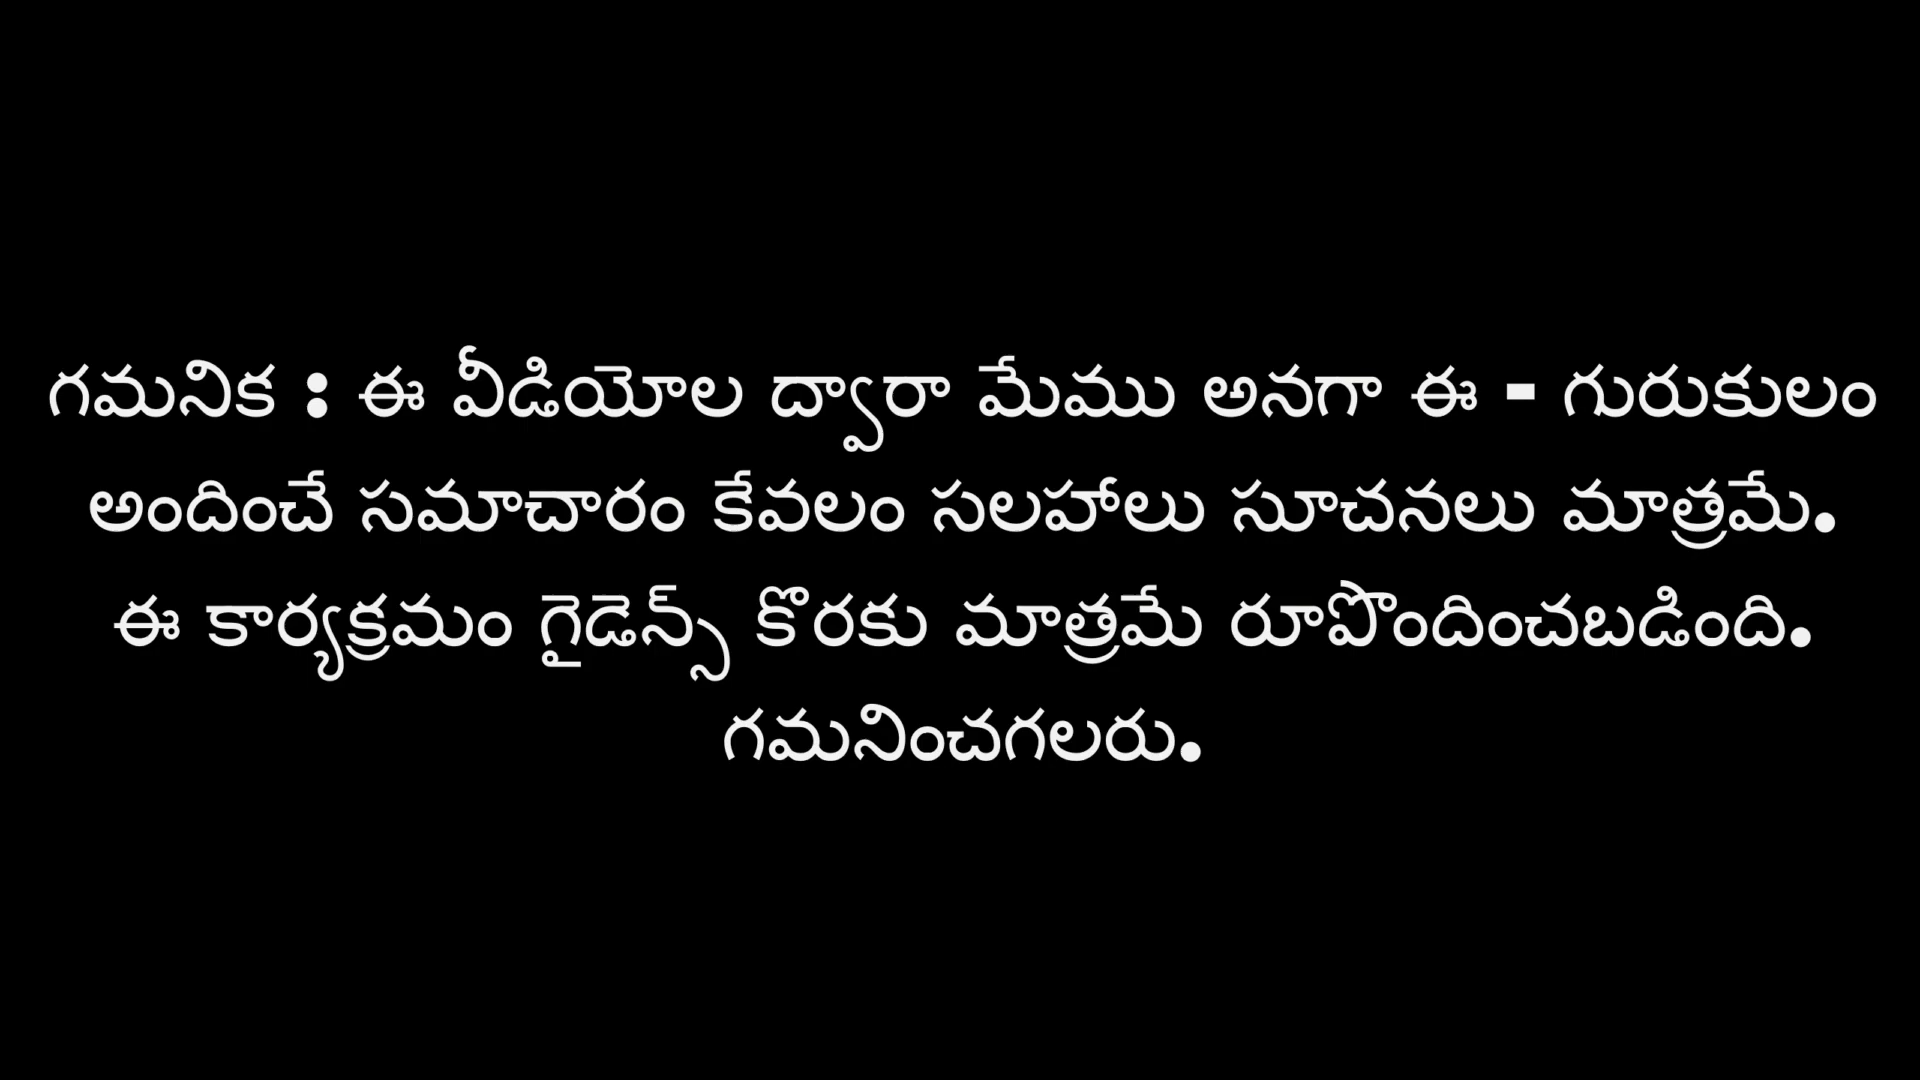 గమనిక : ఈ వీడియోల ద్వారా మేము అనగా ఈ - గురుకులం
అందించే సమాచారం కేవలం సలహాలు సూచనలు మాత్రమే.
ఈ కార్యక్రమం గైడెన్స్ కొరకు మాత్రమే రూపొందించబడింది.
గమనించగలరు.